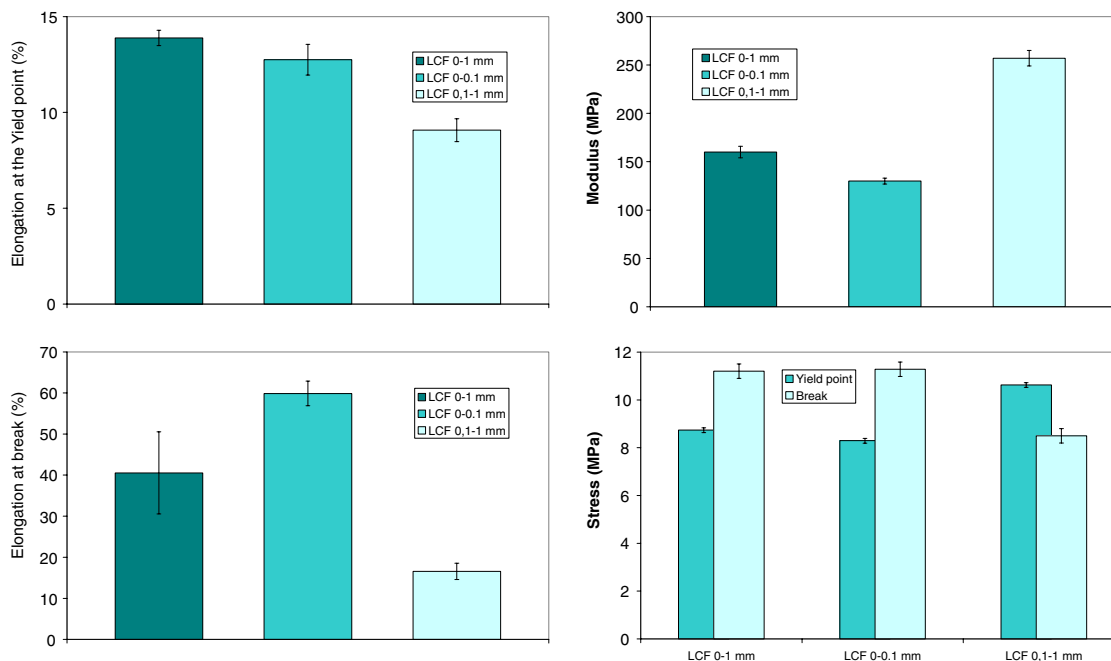 Elongation at the Yield point (%)
15
10
5
0
LCF 0-1 mm
LCF 0-0.1 mm
LCF 0,1-1 mm
Modulus (MPa)
300
250
200
150
100
50
0
LCF 0-1 mm
LCF 0-0.1 mm
LCF 0,1-1 mm
Elongation at break (%)
70
60
50
40
30
20
10
0
LCF 0-1 mm
LCF 0-0.1 mm
LCF 0,1-1 mm
Stress (MPa)
12
10
8
6
4
2
0
Yield point
Break
LCF 0-1 mm
LCF 0-0.1 mm
LCF 0,1-1 mm